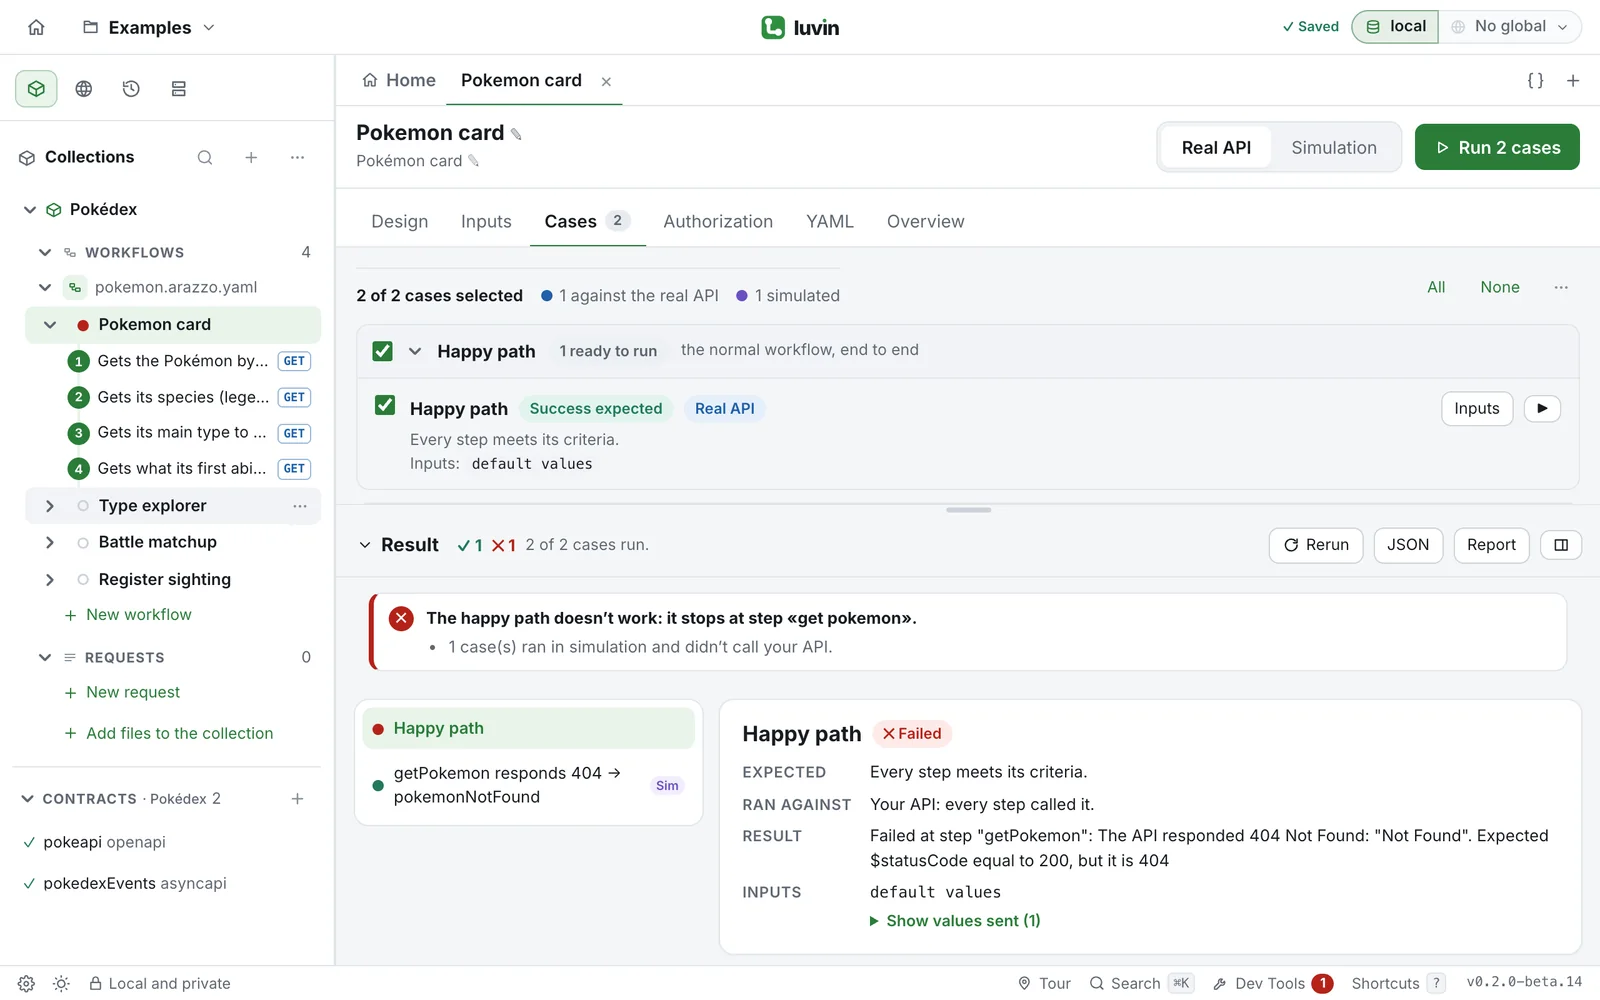 Examples
luvin
Saved
local
No global
Home
Pokemon card
{ }
Pokemon card
Pokémon card
Real API
Simulation
Run 2 cases
Collections
Pokédex
WORKFLOWS 4
pokemon.arazzo.yaml
Pokemon card
1 Gets the Pokémon by... GET
2 Gets its species (lege... GET
3 Gets its main type to ... GET
4 Gets what its first abi... GET
Type explorer
Battle matchup
Register sighting
+ New workflow
REQUESTS 0
+ New request
+ Add files to the collection
CONTRACTS · Pokédex 2
pokeapi openapi
pokedexEvents asyncapi
Design
Inputs
Cases 2
Authorization
YAML
Overview
2 of 2 cases selected
1 against the real API
1 simulated
All
None
Happy path 1 ready to run the normal workflow, end to end
Happy path Success expected Real API
Inputs
Every step meets its criteria.
Inputs: default values
Result ✓1 ✕1 2 of 2 cases run.
Rerun
JSON
Report
The happy path doesn’t work: it stops at step «get pokemon».
• 1 case(s) ran in simulation and didn’t call your API.
Happy path
getPokemon responds 404 →
pokemonNotFound
Sim
Happy path ✕ Failed
EXPECTED Every step meets its criteria.
RAN AGAINST Your API: every step called it.
RESULT Failed at step "getPokemon": The API responded 404 Not Found: "Not Found". Expected
$statusCode equal to 200, but it is 404
INPUTS default values
Show values sent (1)
Local and private
Tour
Search ⌘K
Dev Tools 1
Shortcuts ?
v0.2.0-beta.14